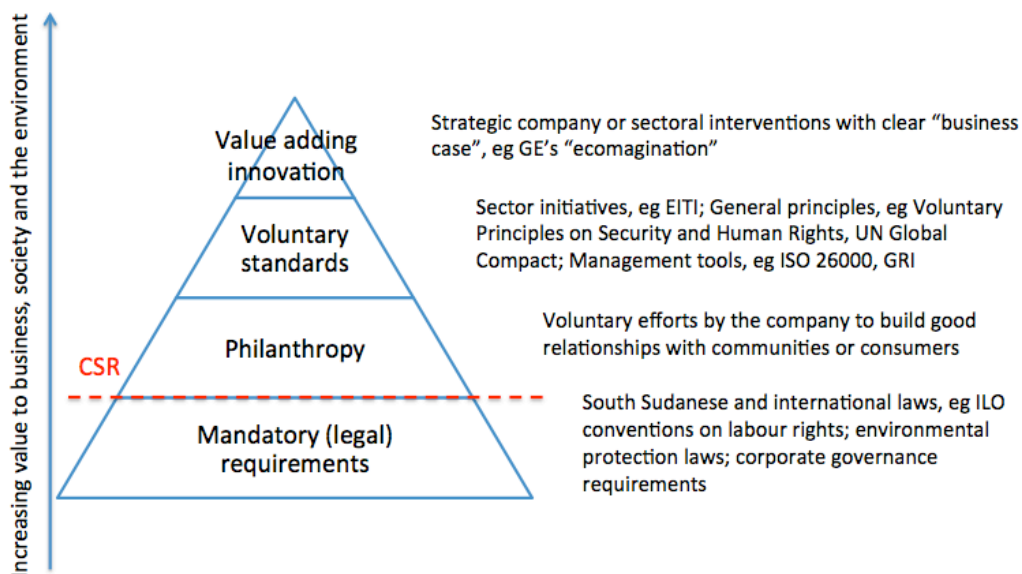 Increasing value to business, society and the environment
Value adding
innovation
Strategic company or sectoral interventions with clear “business
case”, eg GE’s “ecomagination”
Voluntary
standards
Sector initiatives, eg EITI; General principles, eg Voluntary
Principles on Security and Human Rights, UN Global
Compact; Management tools, eg ISO 26000, GRI
Philanthropy
Voluntary efforts by the company to build good
relationships with communities or consumers
CSR
Mandatory (legal)
requirements
South Sudanese and international laws, eg ILO
conventions on labour rights; environmental
protection laws; corporate governance
requirements